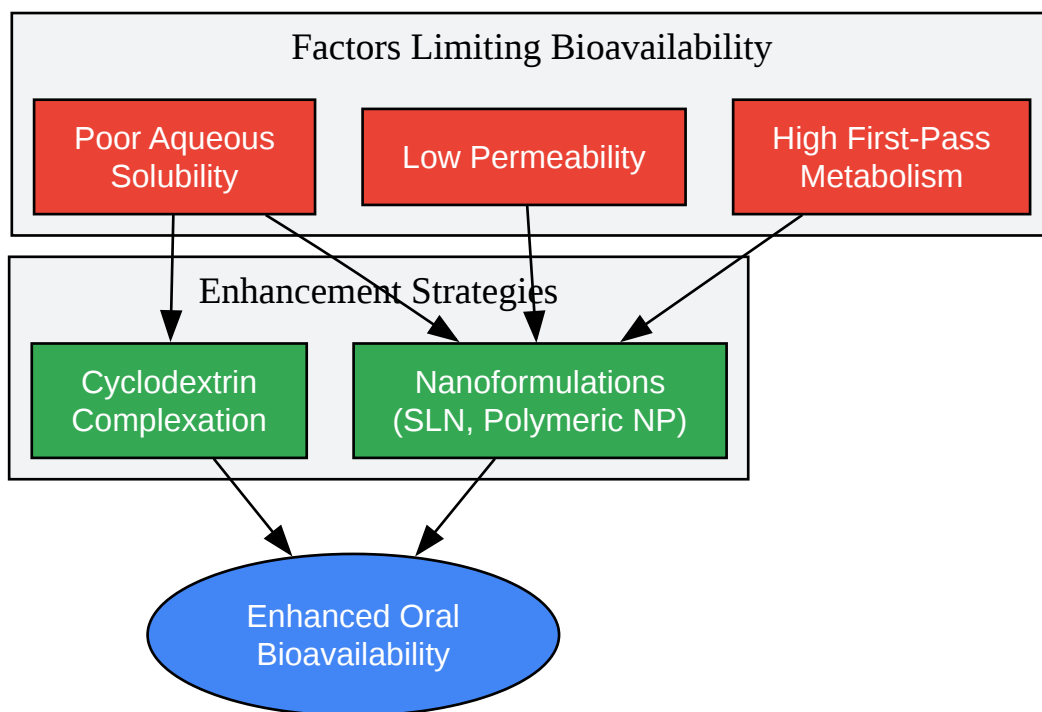 Factors Limiting Bioavailability
Poor Aqueous
Solubility
Low Permeability
High First-Pass
Metabolism
Enhancement Strategies
Cyclodextrin
Complexation
Nanoformulations
(SLN, Polymeric NP)
Enhanced Oral
Bioavailability